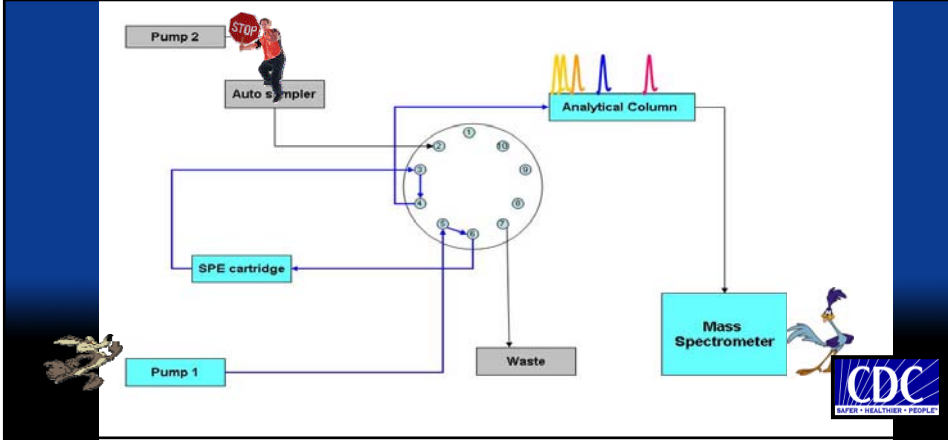 Pump 2
STOP
Auto s mpler
Analytical Column
1
2
10
3
9
4
8
5
6
7
SPE cartridge
Mass
Spectrometer
Waste
Pump 1
CDC
SAFER • HEALTHIER • PEOPLE™